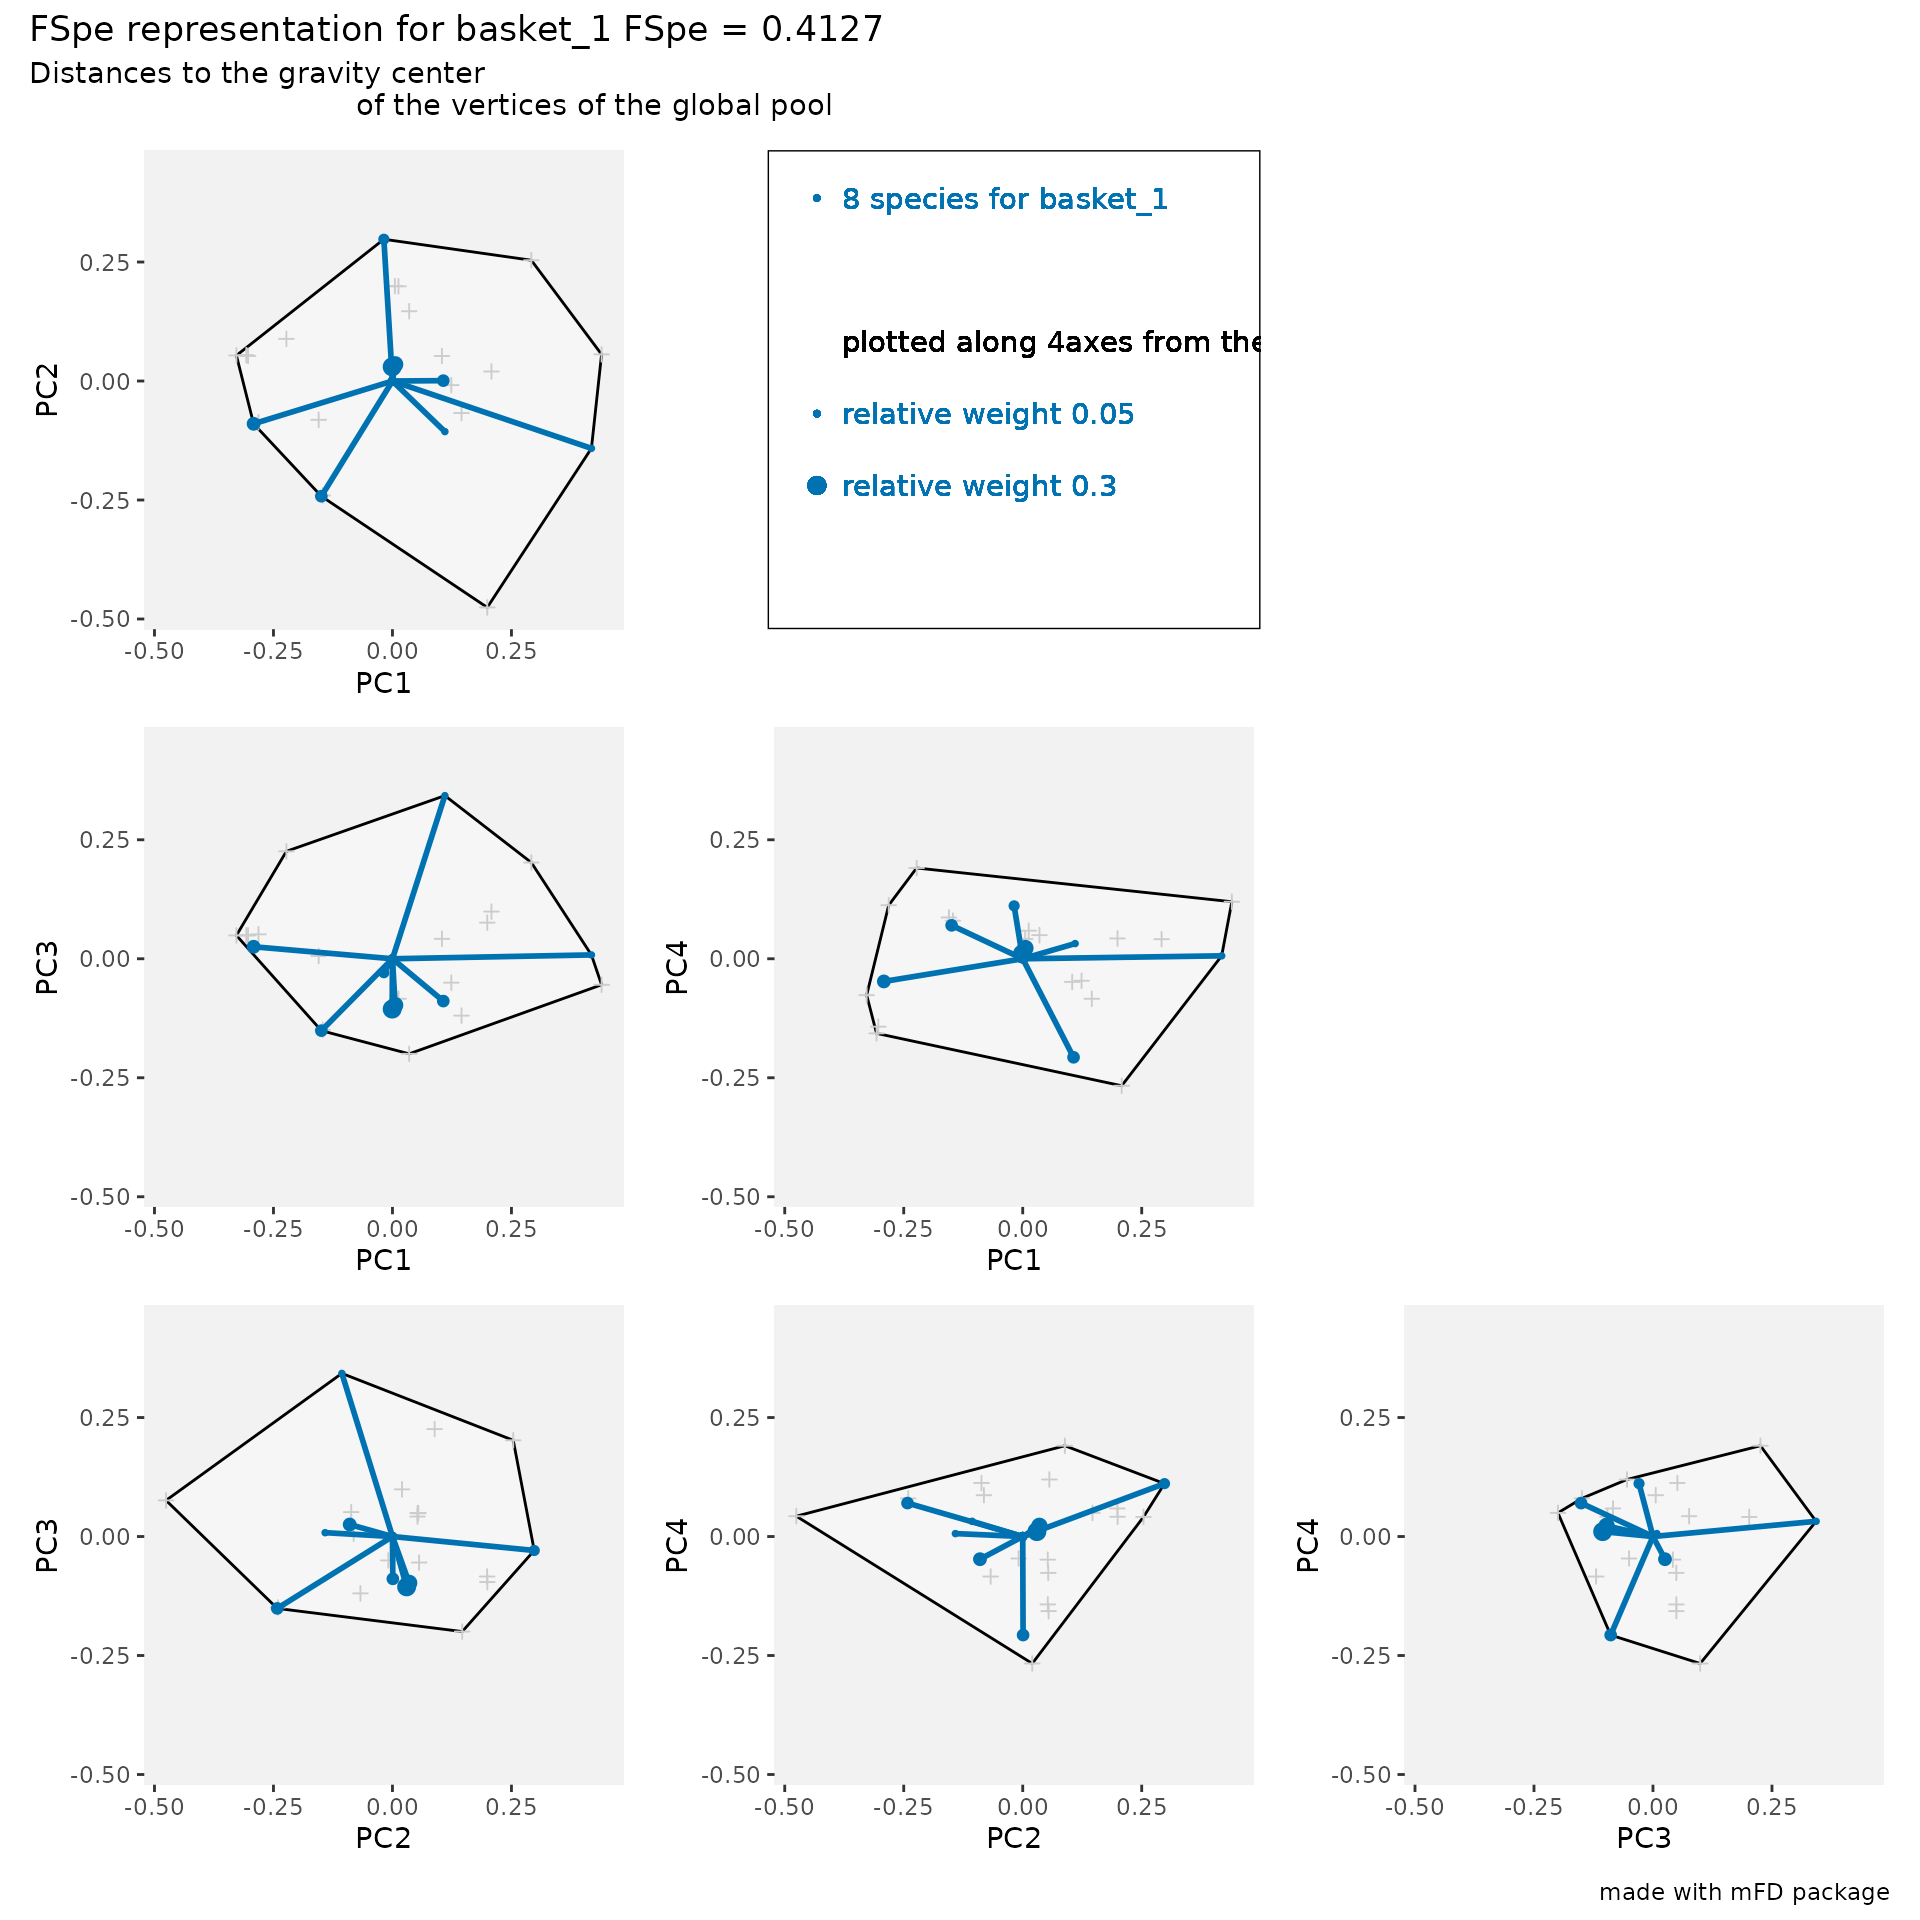 FSpe representation for basket_1 FSpe = 0.4127
Distances to the gravity center
of the vertices of the global pool
0.25
0.00
-0.25
-0.50
PC2
-0.50 -0.25 0.00 0.25
PC1
8 species for basket_1
plotted along 4axes from the
relative weight 0.05
relative weight 0.3
0.25
0.00
-0.25
-0.50
PC3
-0.50 -0.25 0.00 0.25
PC1
0.25
0.00
-0.25
-0.50
PC4
-0.50 -0.25 0.00 0.25
PC1
0.25
0.00
-0.25
-0.50
PC3
-0.50 -0.25 0.00 0.25
PC2
0.25
0.00
-0.25
-0.50
PC4
-0.50 -0.25 0.00 0.25
PC2
0.25
0.00
-0.25
-0.50
PC4
-0.50 -0.25 0.00 0.25
PC3
made with mFD package